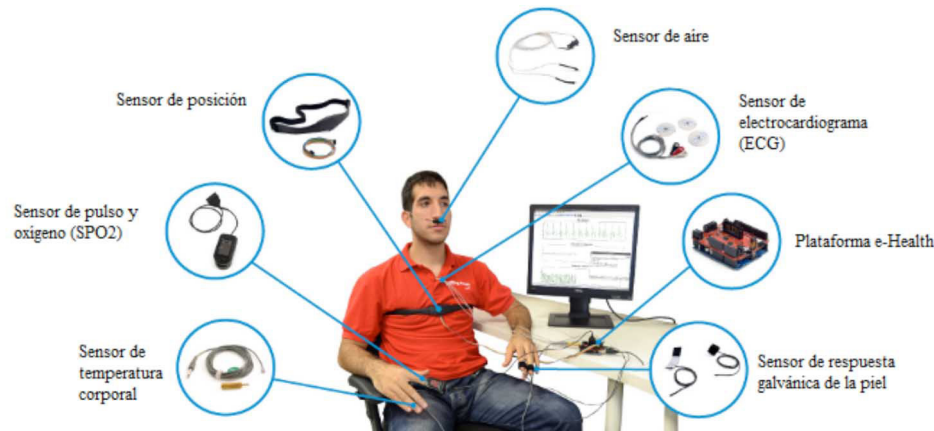 Sensor de aire
Sensor de posición
Sensor de
electrocardiograma
(ECG)
Sensor de pulso y
oxigeno (SPO2)
Plataforma e-Health
Sensor de
temperatura
corporal
Sensor de respuesta
galvánica de la piel